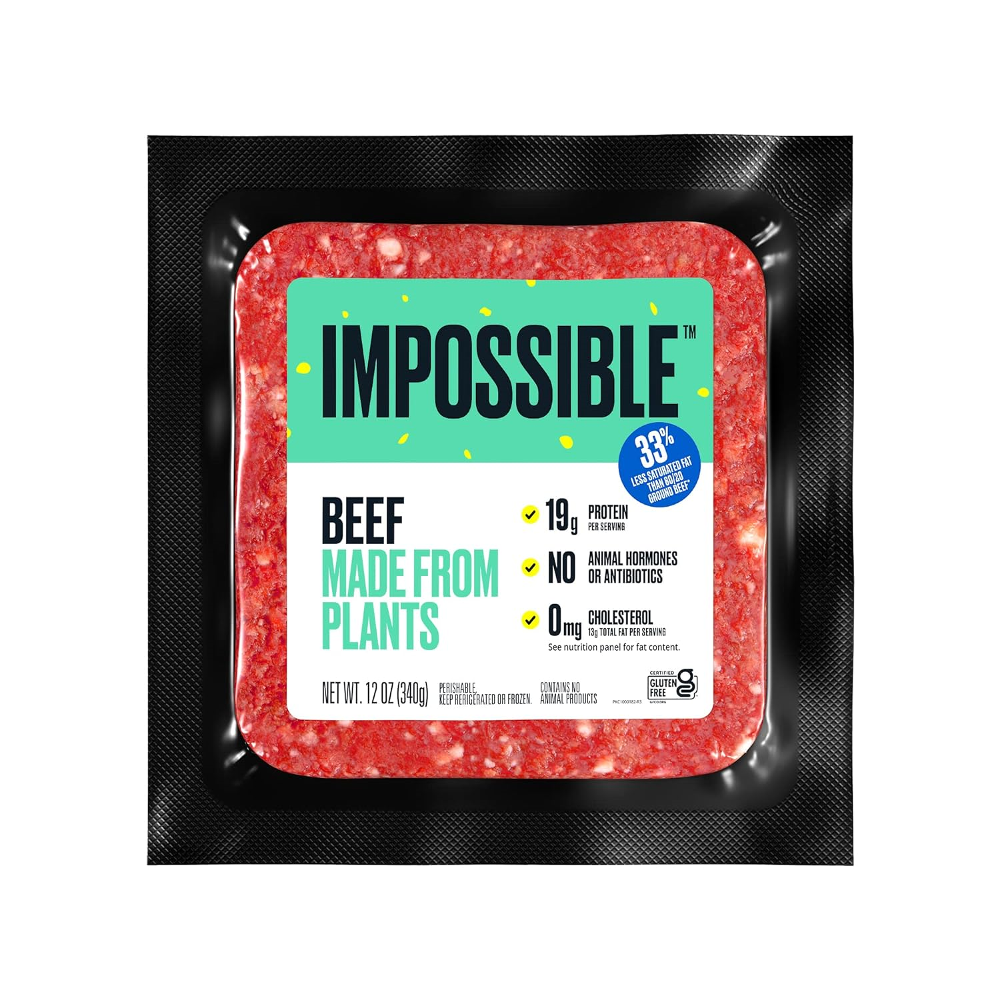 IMPOSSIBLE™
33%
LESS SATURATED FAT
THAN 80/20
GROUND BEEF*
BEEF
MADE FROM
PLANTS
19g PROTEIN
PER SERVING
NO ANIMAL HORMONES
OR ANTIBIOTICS
0mg CHOLESTEROL
13g TOTAL FAT PER SERVING
See nutrition panel for fat content.
NET WT. 12 OZ (340g)
PERISHABLE,
KEEP RERIGERATED OR FROZEN.
CONTAINS NO
ANIMAL PRODUCTS
PKC1000182-R3
CERTIFIED
GLUTEN
FREE
GFCO.ORG